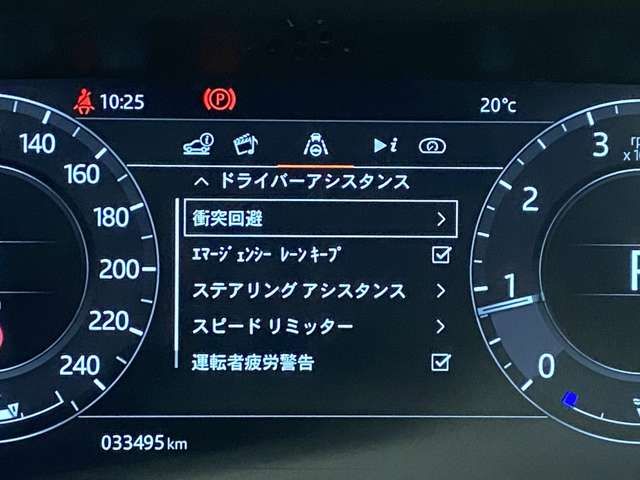 10:25
P
20°c
ドライバーアシスタンス
衝突回避
ｴﾏｰｼﾞｪﾝｼｰ ﾚｰﾝｷｰﾌﾟ
ステアリング アシスタンス
スピード リミッター
運転者疲労警告
140
160
180
200
220
240
3
2
1
0
033495 km